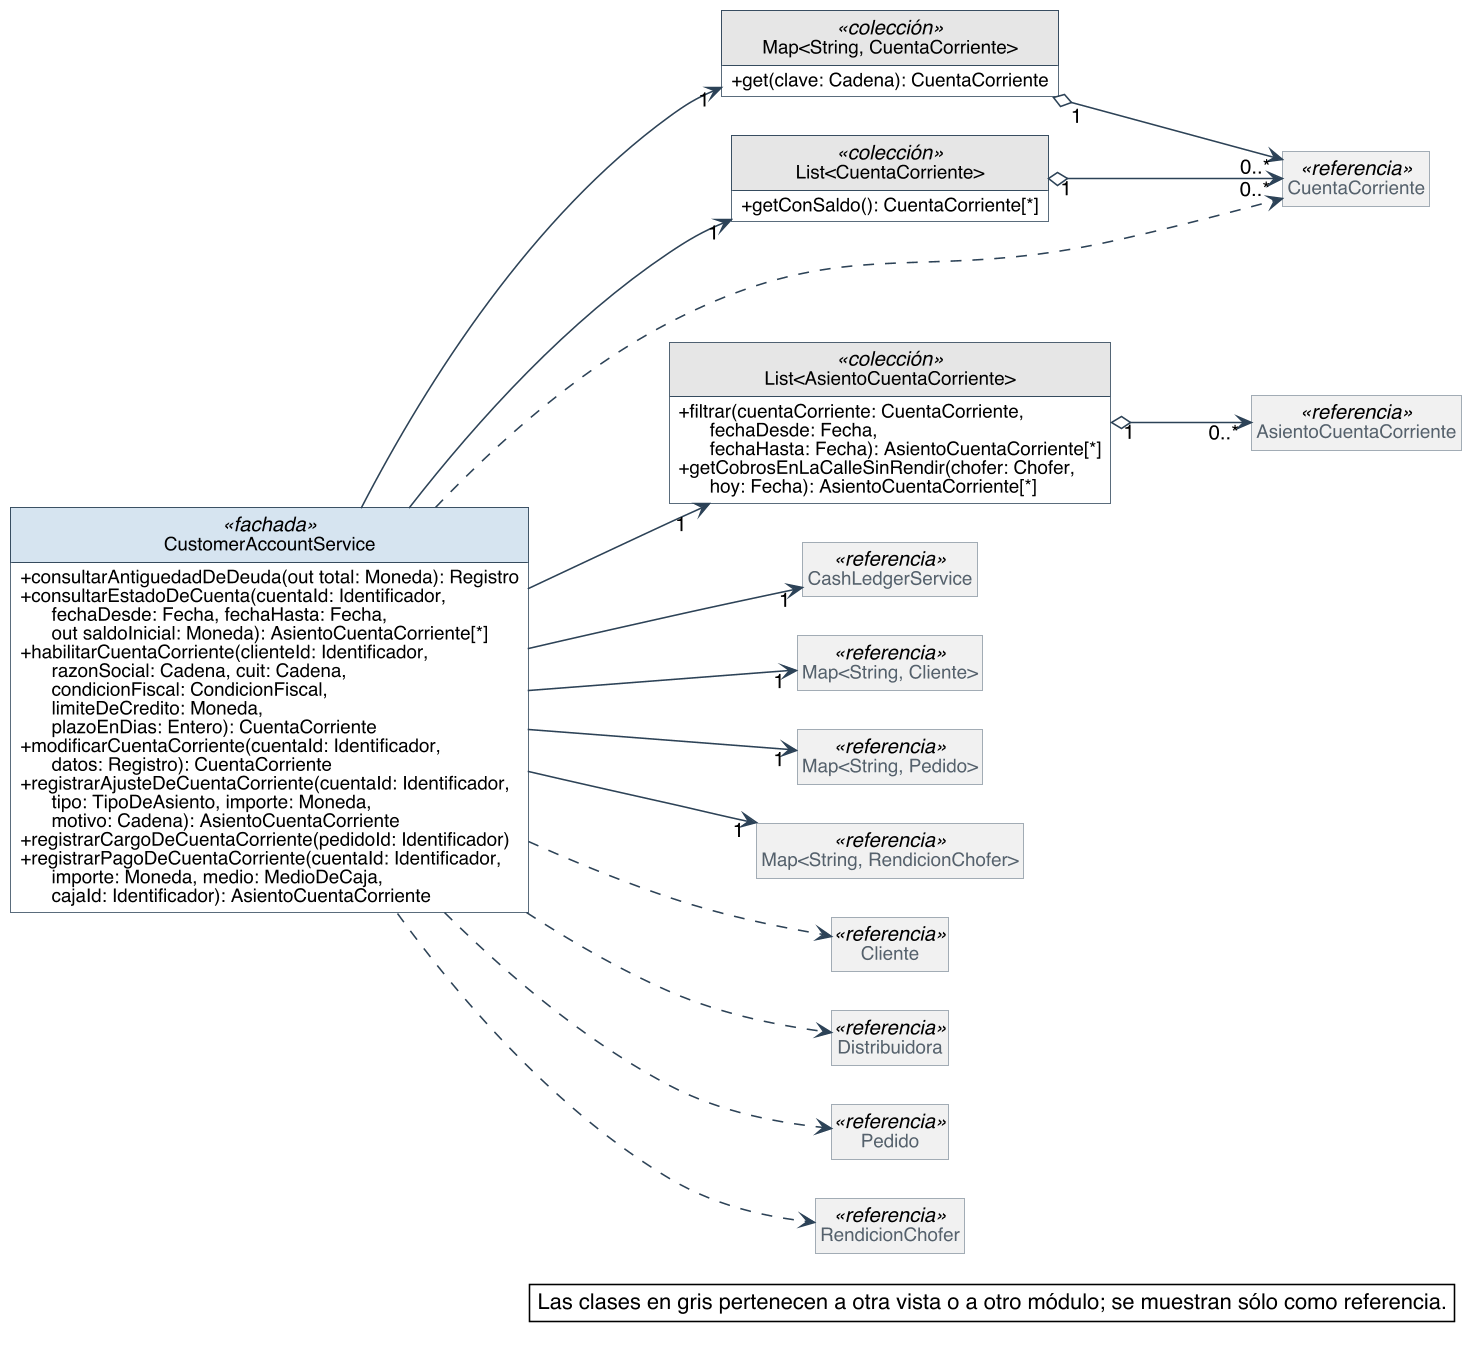 «colección»
Map<String, CuentaCorriente>
+get(clave: Cadena): CuentaCorriente
1
1
«colección»
List<CuentaCorriente>
+getConSaldo(): CuentaCorriente[*]
1
1
0..*
0..*
«referencia»
CuentaCorriente
«colección»
List<AsientoCuentaCorriente>
+filtrar(cuentaCorriente: CuentaCorriente,
fechaDesde: Fecha,
fechaHasta: Fecha): AsientoCuentaCorriente[*]
+getCobrosEnLaCalleSinRendir(chofer: Chofer,
hoy: Fecha): AsientoCuentaCorriente[*]
1
1
0..*
«referencia»
AsientoCuentaCorriente
«fachada»
CustomerAccountService
+consultarAntiguedadDeDeuda(out total: Moneda): Registro
+consultarEstadoDeCuenta(cuentaId: Identificador,
fechaDesde: Fecha, fechaHasta: Fecha,
out saldoInicial: Moneda): AsientoCuentaCorriente[*]
+habilitarCuentaCorriente(clienteId: Identificador,
razonSocial: Cadena, cuit: Cadena,
condicionFiscal: CondicionFiscal,
limiteDeCredito: Moneda,
plazoEnDias: Entero): CuentaCorriente
+modificarCuentaCorriente(cuentaId: Identificador,
datos: Registro): CuentaCorriente
+registrarAjusteDeCuentaCorriente(cuentaId: Identificador,
tipo: TipoDeAsiento, importe: Moneda,
motivo: Cadena): AsientoCuentaCorriente
+registrarCargoDeCuentaCorriente(pedidoId: Identificador)
+registrarPagoDeCuentaCorriente(cuentaId: Identificador,
importe: Moneda, medio: MedioDeCaja,
cajaId: Identificador): AsientoCuentaCorriente
«referencia»
CashLedgerService
1
«referencia»
Map<String, Cliente>
1
«referencia»
Map<String, Pedido>
1
«referencia»
Map<String, RendicionChofer>
1
«referencia»
Cliente
«referencia»
Distribuidora
«referencia»
Pedido
«referencia»
RendicionChofer
Las clases en gris pertenecen a otra vista o a otro módulo; se muestran sólo como referencia.